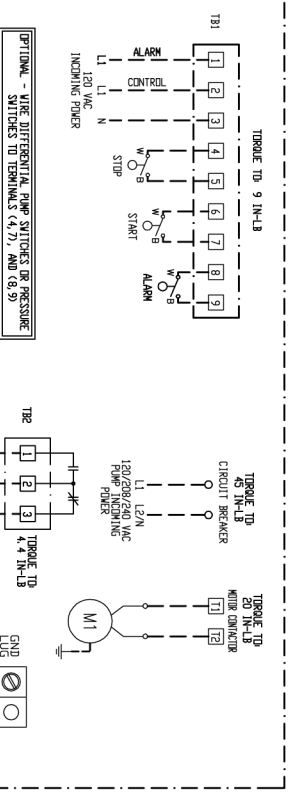 TB1
TORQUE TO 9 IN-LB
1
2
3
4
5
6
7
8
9
ALARM
CONTROL
L1
L1
N
120 VAC
INCOMING POWER
W
B
STOP
W
B
START
W
B
ALARM
OPTIONAL - WIRE DIFFERENTIAL PUMP SWITCHES OR PRESSURE
SWITCHES TO TERMINALS (4,7), AND (8,9)
TORQUE TO
45 IN-LB
CIRCUIT BREAKER
L1
L2/N
120/208/240 VAC
PUMP INCOMING
POWER
TORQUE TO
20 IN-LB
MOTOR CONTACTOR
T1
T2
M1
TB2
1
2
3
TORQUE TO
4.4 IN-LB
GND
LUG